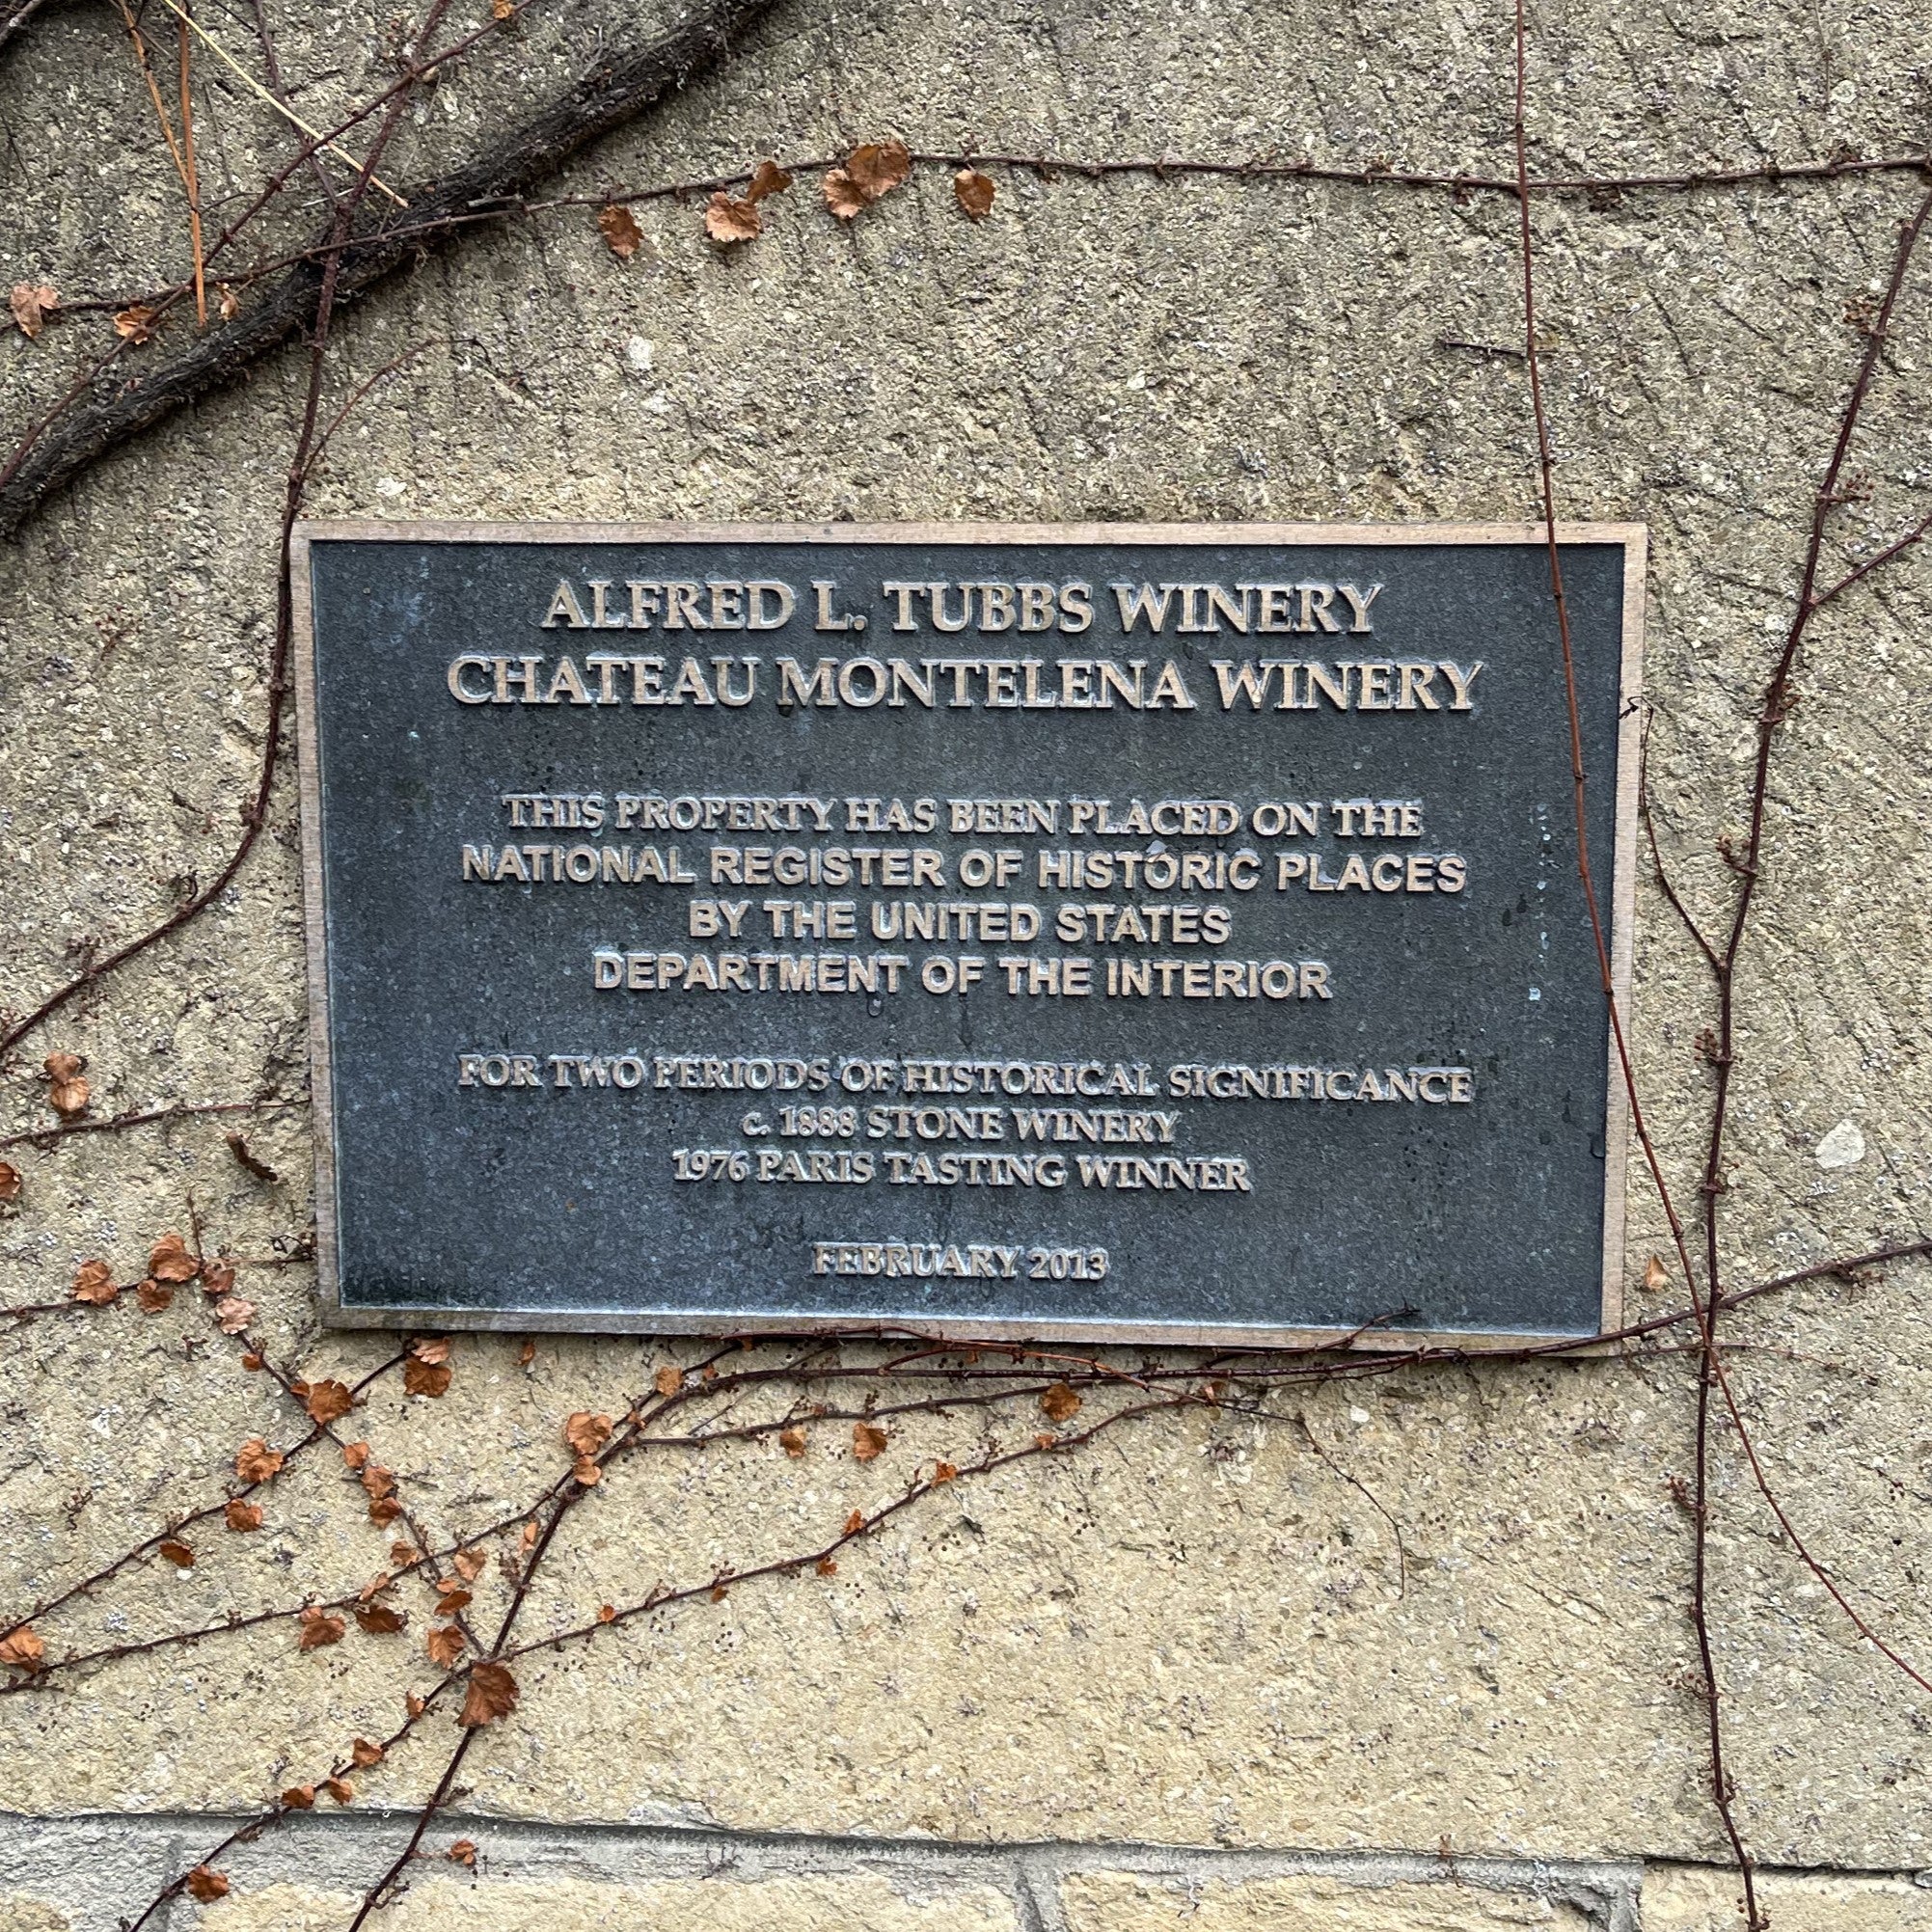 ALFRED L. TUBBS WINERY
CHATEAU MONTELENA WINERY
THIS PROPERTY HAS BEEN PLACED ON THE
NATIONAL REGISTER OF HISTORIC PLACES
BY THE UNITED STATES
DEPARTMENT OF THE INTERIOR
FOR TWO PERIODS OF HISTORICAL SIGNIFICANCE
c. 1888 STONE WINERY
1976 PARIS TASTING WINNER
FEBRUARY 2013